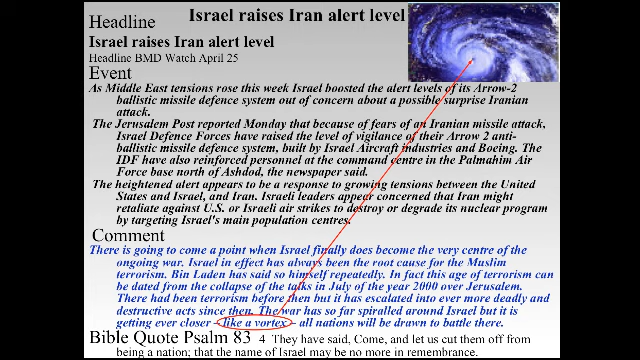 Headline
Israel raises Iran alert level
Israel raises Iran alert level
Headline BMD Watch April 25
Event
As Middle East tensions rose this week Israel boosted the alert levels of its Arrow-2
ballistic missile defence system out of concern about a possible surprise Iranian
attack.
The Jerusalem Post reported Monday that because of fears of an Iranian missile attack,
Israel Defence Forces have raised the level of vigilance of their Arrow 2 anti-
ballistic missile defence system, built by Israel Aircraft industries and Boeing. The
IDF have also reinforced personnel at the command centre in the Palmahim Air
Force base north of Ashdod, the newspaper said.
The heightened alert appears to be a response to growing tensions between the United
States and Israel, and Iran. Israeli leaders appear concerned that Iran might
retaliate against U.S. or Israeli air strikes to destroy or degrade its nuclear program
by targeting Israel's main population centres.
Comment
There is going to come a point when Israel finally does become the very centre of the
ongoing war. Israel in effect has always been the root cause for the Muslim
terrorism. Bin Laden has said so himself repeatedly. In fact this age of terrorism can
be dated from the collapse of the talks in July of the year 2000 over Jerusalem.
There had been terrorism before then but it has escalated into ever more deadly and
destructive acts since then. The war has so far spiralled around Israel but it is
getting ever closer - like a vortex - all nations will be drawn to battle there.
Bible Quote Psalm 83 4 They have said, Come, and let us cut them off from
being a nation; that the name of Israel may be no more in remembrance.